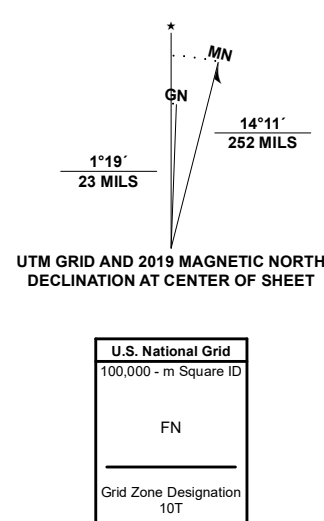 ★
MN
GN
14°11´
252 MILS
1°19´
23 MILS
UTM GRID AND 2019 MAGNETIC NORTH
DECLINATION AT CENTER OF SHEET
U.S. National Grid
100,000 - m Square ID
FN
Grid Zone Designation
10T